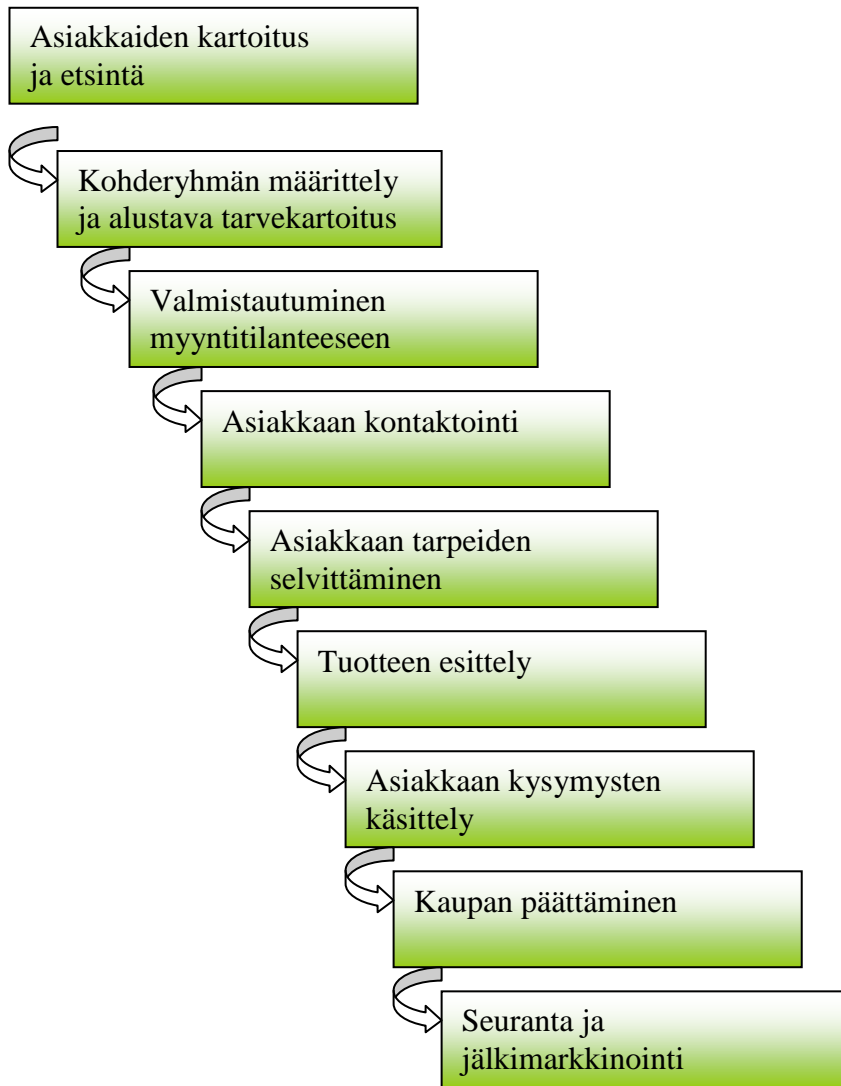 Asiakkaiden kartoitus
ja etsintä
Kohderyhmän määrittely
ja alustava tarvekartoitus
Valmistautuminen
myyntitilanteeseen
Asiakkaan kontaktointi
Asiakkaan tarpeiden
selvittäminen
Tuotteen esittely
Asiakkaan kysymysten
käsittely
Kaupan päättäminen
Seuranta ja
jälkimarkkinointi